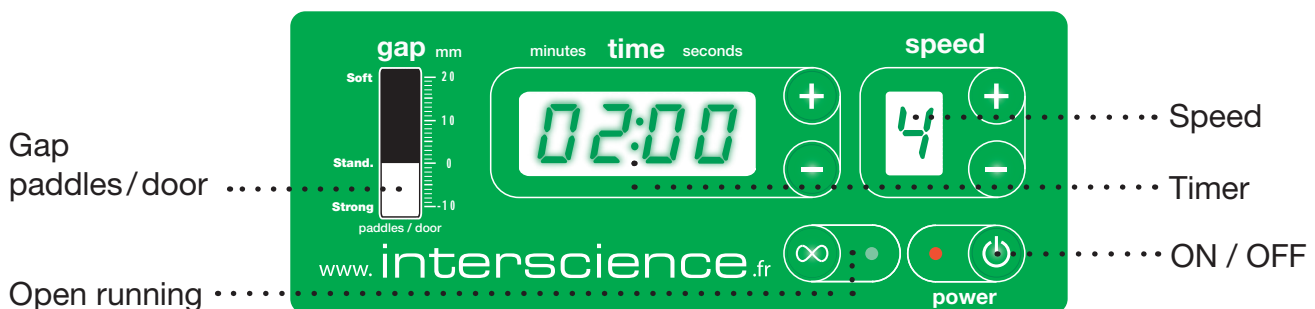 gap mm
Soft
20
10
Stand.
0
Strong
-10
paddles / door
minutes time seconds
02:00
+
-
speed
4
+
-
www.interscience.fr
∞
power
Gap
paddles / door
Open running
Speed
Timer
ON / OFF